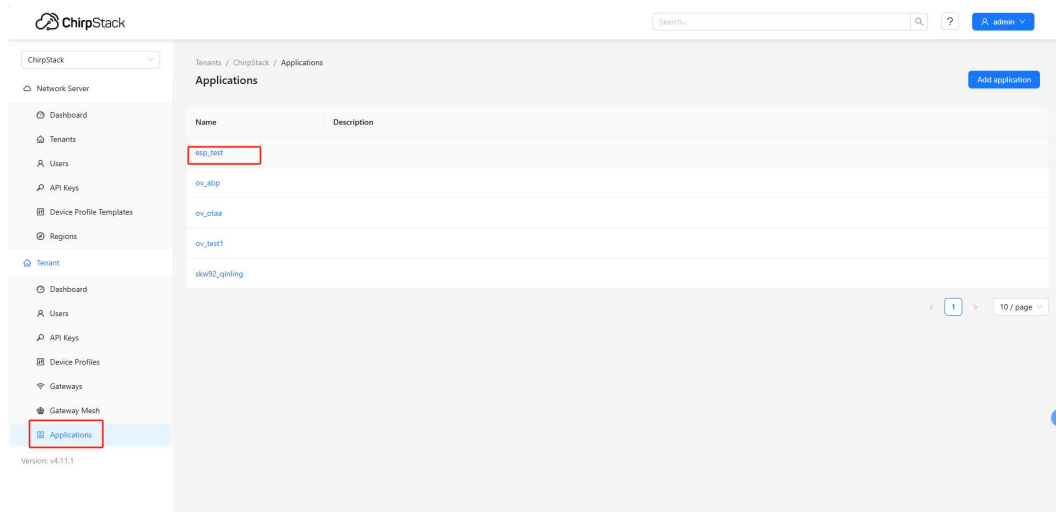 ChirpStack
Search...
?
admin
ChirpStack
Network Server
Dashboard
Tenants
Users
API Keys
Device Profile Templates
Regions
Tenant
Dashboard
Users
API Keys
Device Profiles
Gateways
Gateway Mesh
Applications
Version: v4.11.1
Tenants / ChirpStack / Applications
Applications
Add application
Name Description
esp_test
ov_abp
ov_otaa
ov_test1
skw92_qinling
< 1 > 10 / page